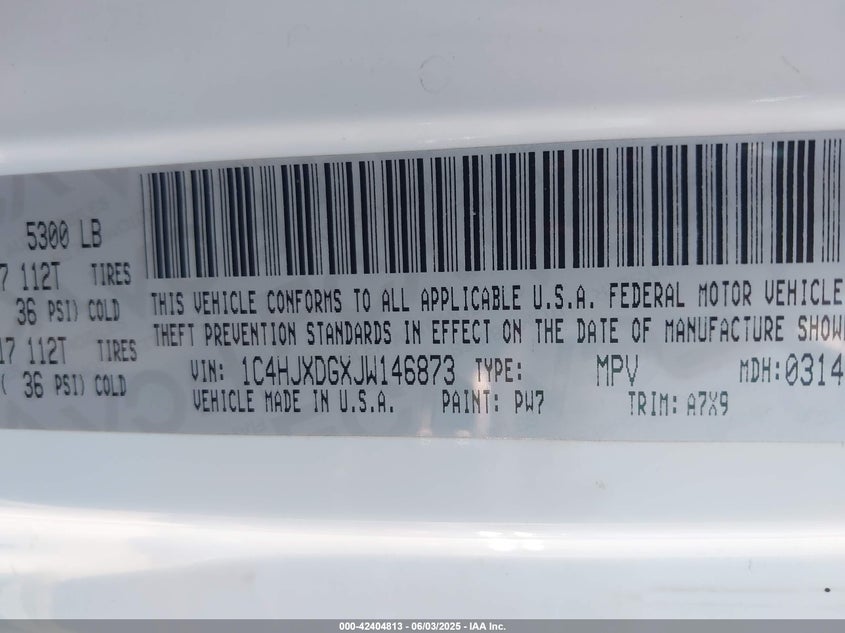 5300 LB
7 112T TIRES
36 PSI) COLD
17 112T TIRES
( 36 PSI) COLD
THIS VEHICLE CONFORMS TO ALL APPLICABLE U.S.A. FEDERAL MOTOR VEHICLE
THEFT PREVENTION STANDARDS IN EFFECT ON THE DATE OF MANUFACTURE SHOW
VIN: 1C4HJXDGXJW146873 TYPE: MPV MDH: 0314
VEHICLE MADE IN U.S.A. PAINT: PW7 TRIM: A7X9
000-42404813 - 06/03/2025 - IAA Inc.